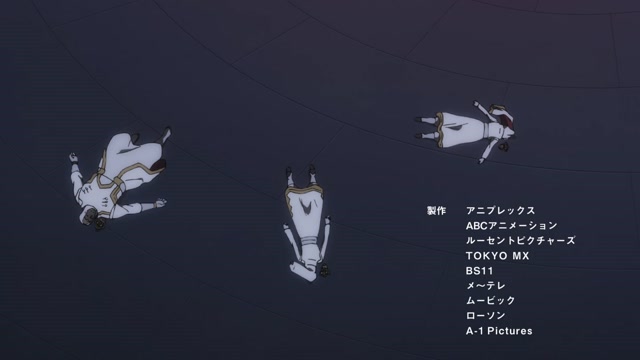 製作 アニプレックス
ABCアニメーション
ルーセントピクチャーズ
TOKYO MX
BS11
メ〜テレ
ムービック
ローソン
A-1 Pictures